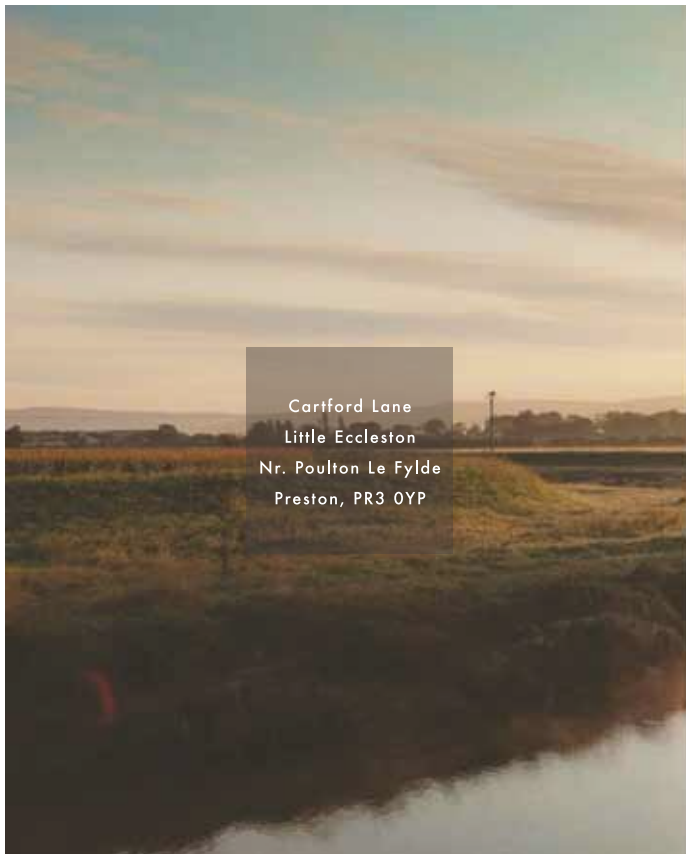 Cartford Lane
Little Eccleston
Nr. Poulton Le Fylde
Preston, PR3 0YP